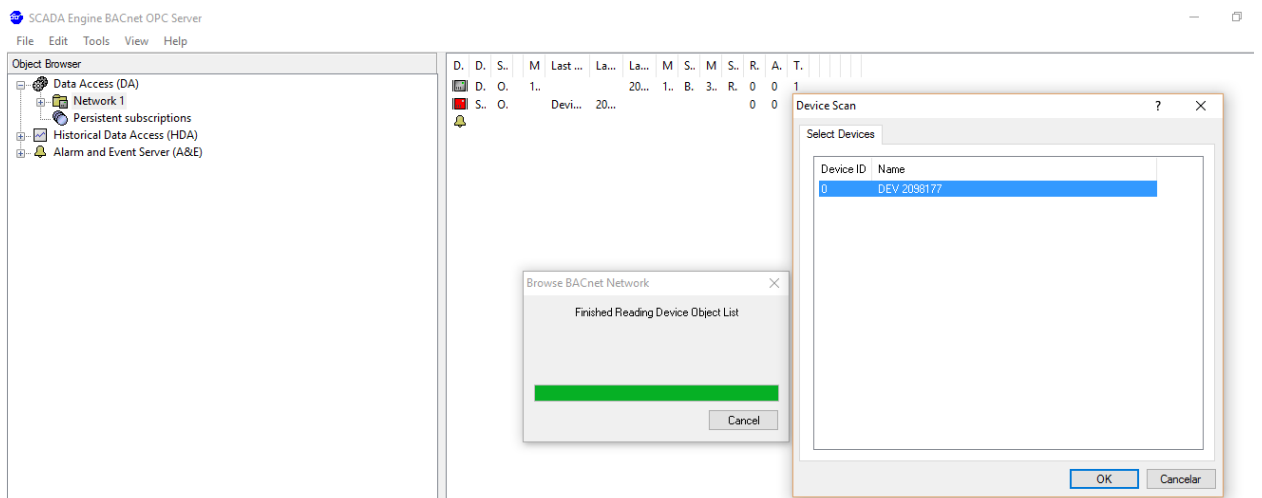 SCADA Engine BACnet OPC Server
File Edit Tools View Help
Object Browser
Data Access (DA)
Network 1
Persistent subscriptions
Historical Data Access (HDA)
Alarm and Event Server (A&E)
D. D. S.. M Last ... La... La... M S.. M S.. R. A. T.
D. O. 1.. 20... 1.. B. 3.. R. 0 0 1
S.. O. Devi... 20... 0 0
Browse BACnet Network
Finished Reading Device Object List
Cancel
Device Scan ?
Select Devices
Device ID Name
0 DEV 2098177
OK Cancelar